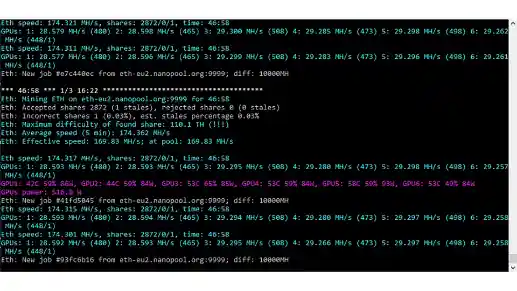 Eth speed: 174.321 MH/s, shares: 2872/0/1, time: 46:58
GPUs: 1: 28.579 MH/s (480) 2: 28.598 MH/s (465) 3: 29.300 MH/s (508) 4: 29.285 MH/s (473) 5: 29.298 MH/s (498) 6: 29.262
MH/s (448/1)
Eth speed: 174.311 MH/s, shares: 2872/0/1, time: 46:58
GPUs: 1: 28.577 MH/s (480) 2: 28.593 MH/s (465) 3: 29.300 MH/s (508) 4: 29.283 MH/s (473) 5: 29.296 MH/s (498) 6: 29.261
MH/s (448/1)
Eth: New job #e7c440ec from eth-eu2.nanopool.org:9999; diff: 10000MH
*** 46:58 *** 1/3 16:22 **************************************
Eth: Mining ETH on eth-eu2.nanopool.org:9999 for 46:58
Eth: Accepted shares 2872 (1 stales), rejected shares 0 (0 stales)
Eth: Incorrect shares 1 (0.03%), est. stales percentage 0.03%
Eth: Maximum difficulty of found share: 110.1 TH (!!!)
Eth: Average speed (5 min): 174.362 MH/s
Eth: Effective speed: 169.83 MH/s; at pool: 169.83 MH/s
Eth speed: 174.317 MH/s, shares: 2872/0/1, time: 46:58
GPUs: 1: 28.593 MH/s (480) 2: 28.593 MH/s (465) 3: 29.295 MH/s (508) 4: 29.280 MH/s (473) 5: 29.298 MH/s (498) 6: 29.257
MH/s (448/1)
GPU1: 47C 59% 86W, GPU2: 44C 59% 84W, GPU3: 53C 65% 85W, GPU4: 53C 59% 84W, GPU5: 58C 59% 93W, GPU6: 53C 49% 84W
GPUs power: 516.0 W
Eth: New job #41fd5045 from eth-eu2.nanopool.org:9999; diff: 10000MH
Eth speed: 174.315 MH/s, shares: 2872/0/1, time: 46:58
GPUs: 1: 28.593 MH/s (480) 2: 28.594 MH/s (465) 3: 29.294 MH/s (508) 4: 29.280 MH/s (473) 5: 29.297 MH/s (498) 6: 29.258
MH/s (448/1)
Eth speed: 174.301 MH/s, shares: 2872/0/1, time: 46:58
GPUs: 1: 28.592 MH/s (480) 2: 28.593 MH/s (465) 3: 29.295 MH/s (508) 4: 29.266 MH/s (473) 5: 29.297 MH/s (498) 6: 29.258
MH/s (448/1)
Eth: New job #93fc6b16 from eth-eu2.nanopool.org:9999; diff: 10000MH